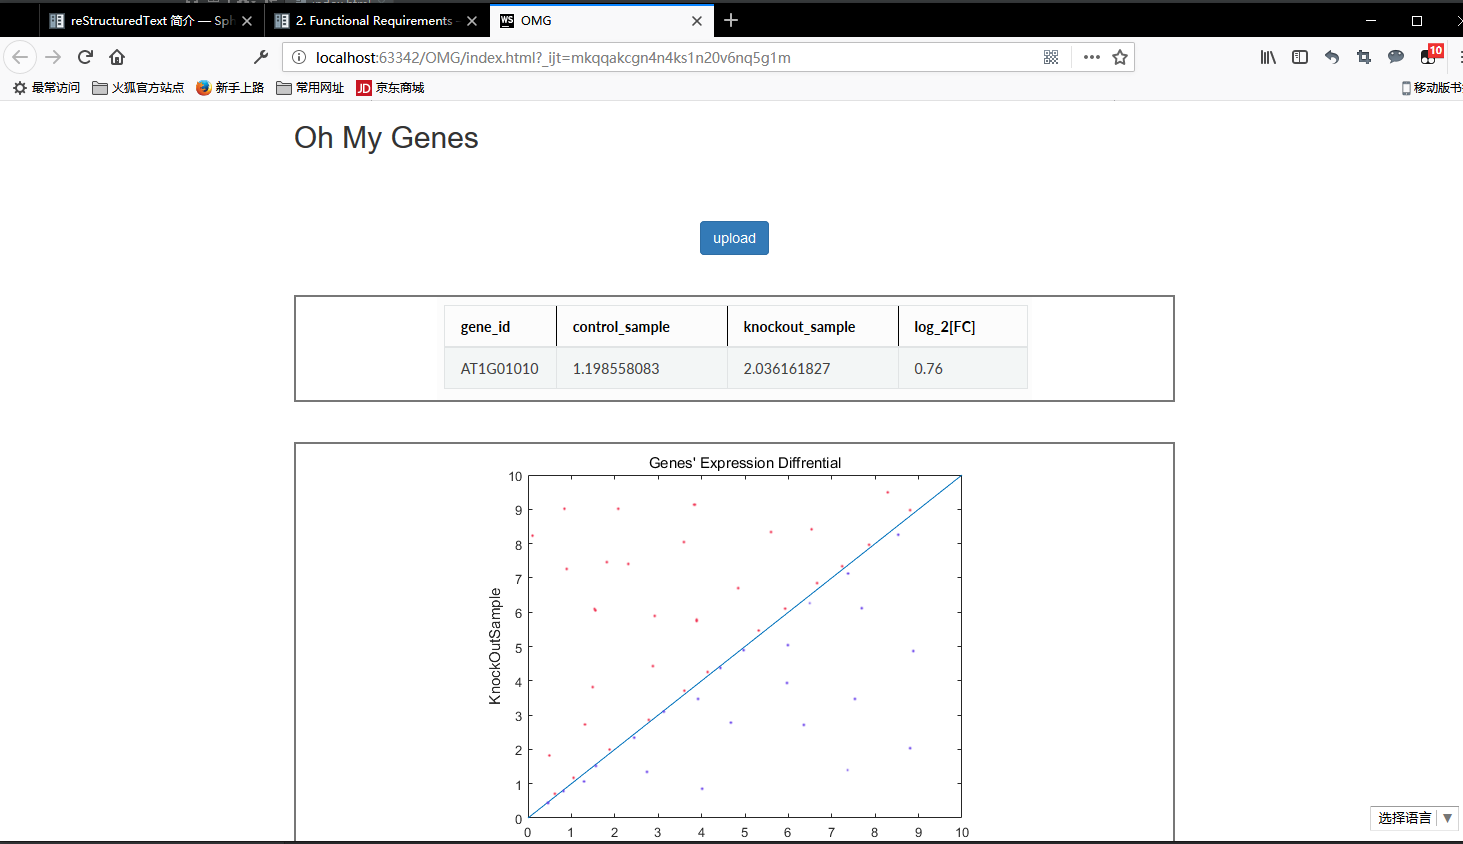 reStructuredText 简介 — Sph
2. Functional Requirements -
WS OMG
localhost:63342/OMG/index.html?_ijt=mkqqakcgn4n4ks1n20v6nq5g1m
10
最常访问 火狐官方站点 新手上路 常用网址 JD 京东商城
移动版书
Oh My Genes
upload
gene_id control_sample knockout_sample log_2[FC]
AT1G01010 1.198558083 2.036161827 0.76
Genes' Expression Diffrential
10
9
8
7
6
5
4
3
2
1
0
KnockOutSample
0 1 2 3 4 5 6 7 8 9 10
选择语言